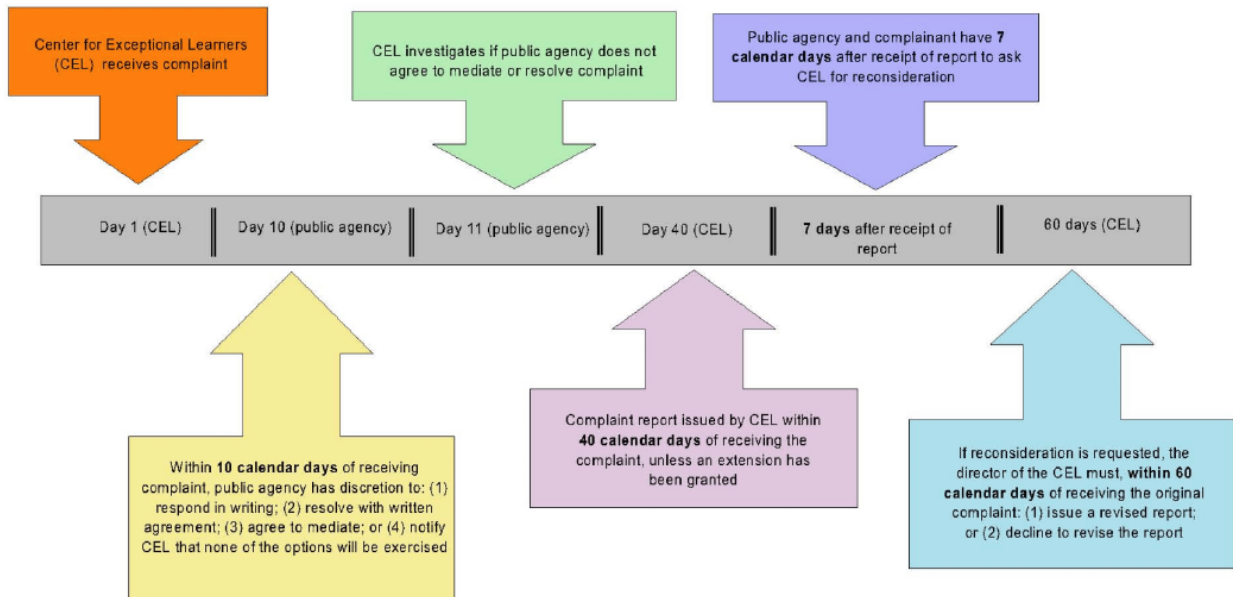 Center for Exceptional Learners
(CEL) receives complaint
CEL investigates if public agency does not
agree to mediate or resolve complaint
Public agency and complainant have 7
calendar days after receipt of report to ask
CEL for reconsideration
Day 1 (CEL)
Day 10 (public agency)
Day 11 (public agency)
Day 40 (CEL)
7 days after receipt of
report
60 days (CEL)
Within 10 calendar days of receiving
complaint, public agency has discretion to: (1)
respond in writing; (2) resolve with written
agreement; (3) agree to mediate; or (4) notify
CEL that none of the options will be exercised
Complaint report issued by CEL within
40 calendar days of receiving the
complaint, unless an extension has
been granted
If reconsideration is requested, the
director of the CEL must, within 60
calendar days of receiving the original
complaint: (1) issue a revised report;
or (2) decline to revise the report